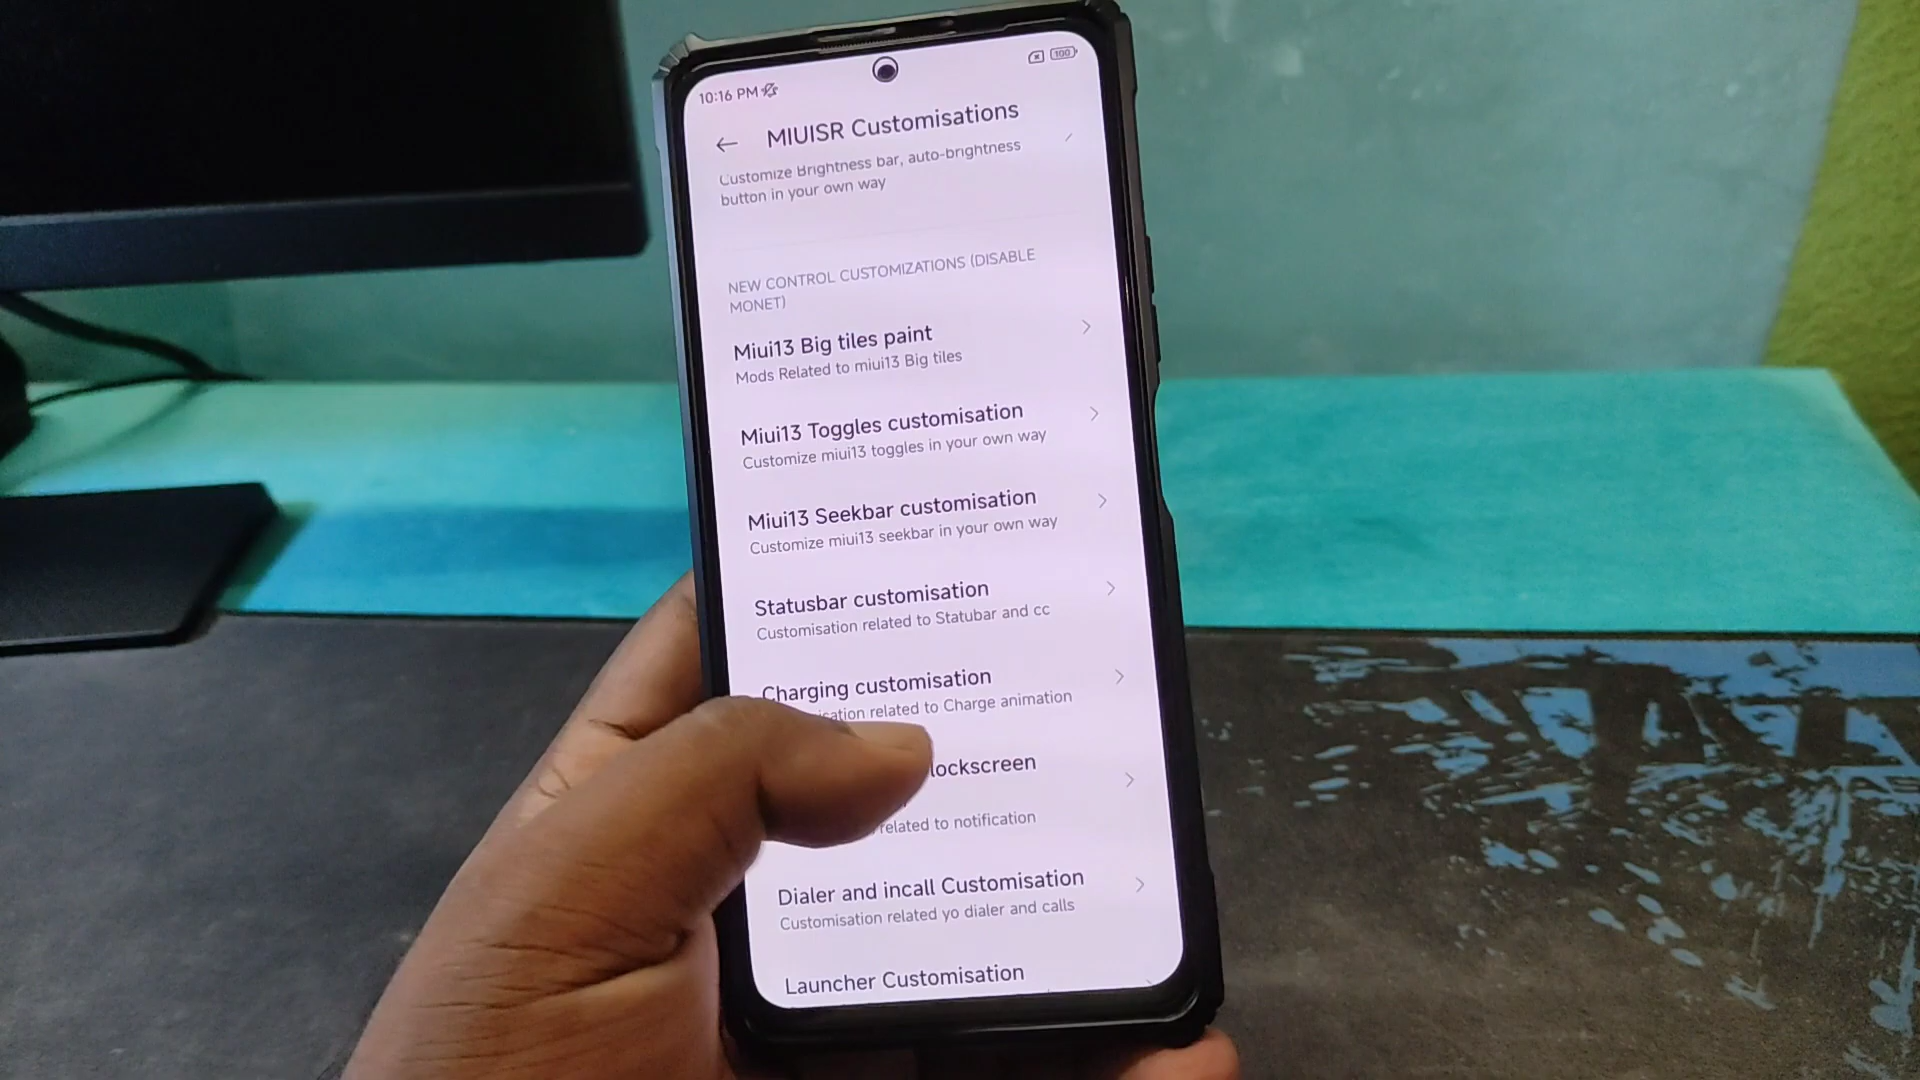 10:16 PM
100
MIUISR Customisations
Customize Brightness bar, auto-brightness
button in your own way
NEW CONTROL CUSTOMIZATIONS (DISABLE
MONET)
Miui13 Big tiles paint
Mods Related to miui13 Big tiles
Miui13 Toggles customisation
Customize miui13 toggles in your own way
Miui13 Seekbar customisation
Customize miui13 seekbar in your own way
Statusbar customisation
Customisation related to Statubar and cc
Charging customisation
related to Charge animation
lockscreen
related to notification
Dialer and incall Customisation
Customisation related yo dialer and calls
Launcher Customisation